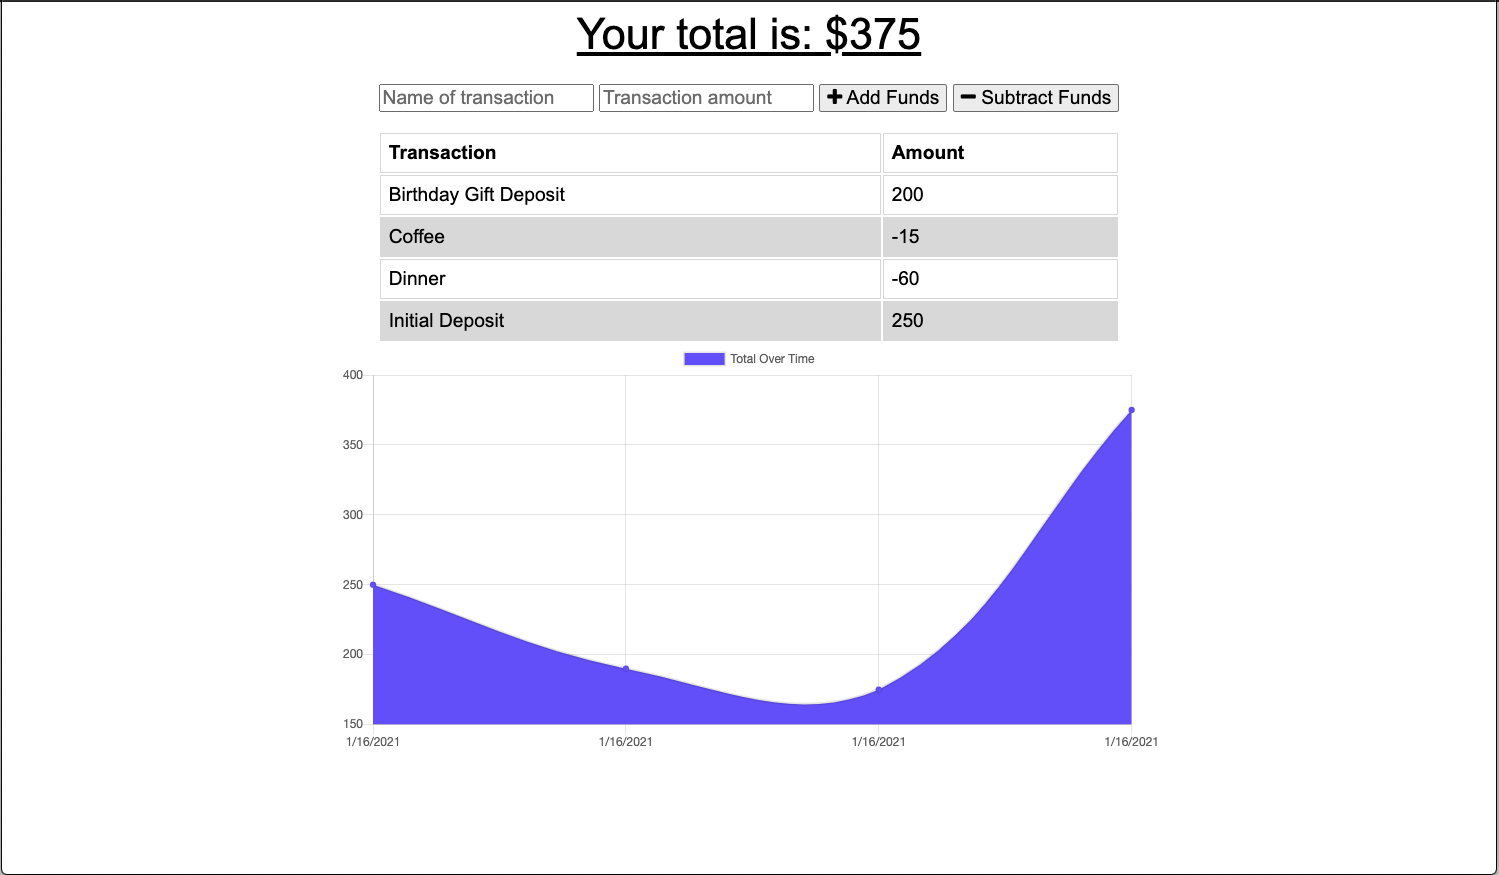 Your total is: $375
Name of transaction Transaction amount Add Funds Subtract Funds
Transaction Amount
Birthday Gift Deposit 200
Coffee -15
Dinner -60
Initial Deposit 250
Total Over Time
400
350
300
250
200
150
1/16/2021 1/16/2021 1/16/2021 1/16/2021